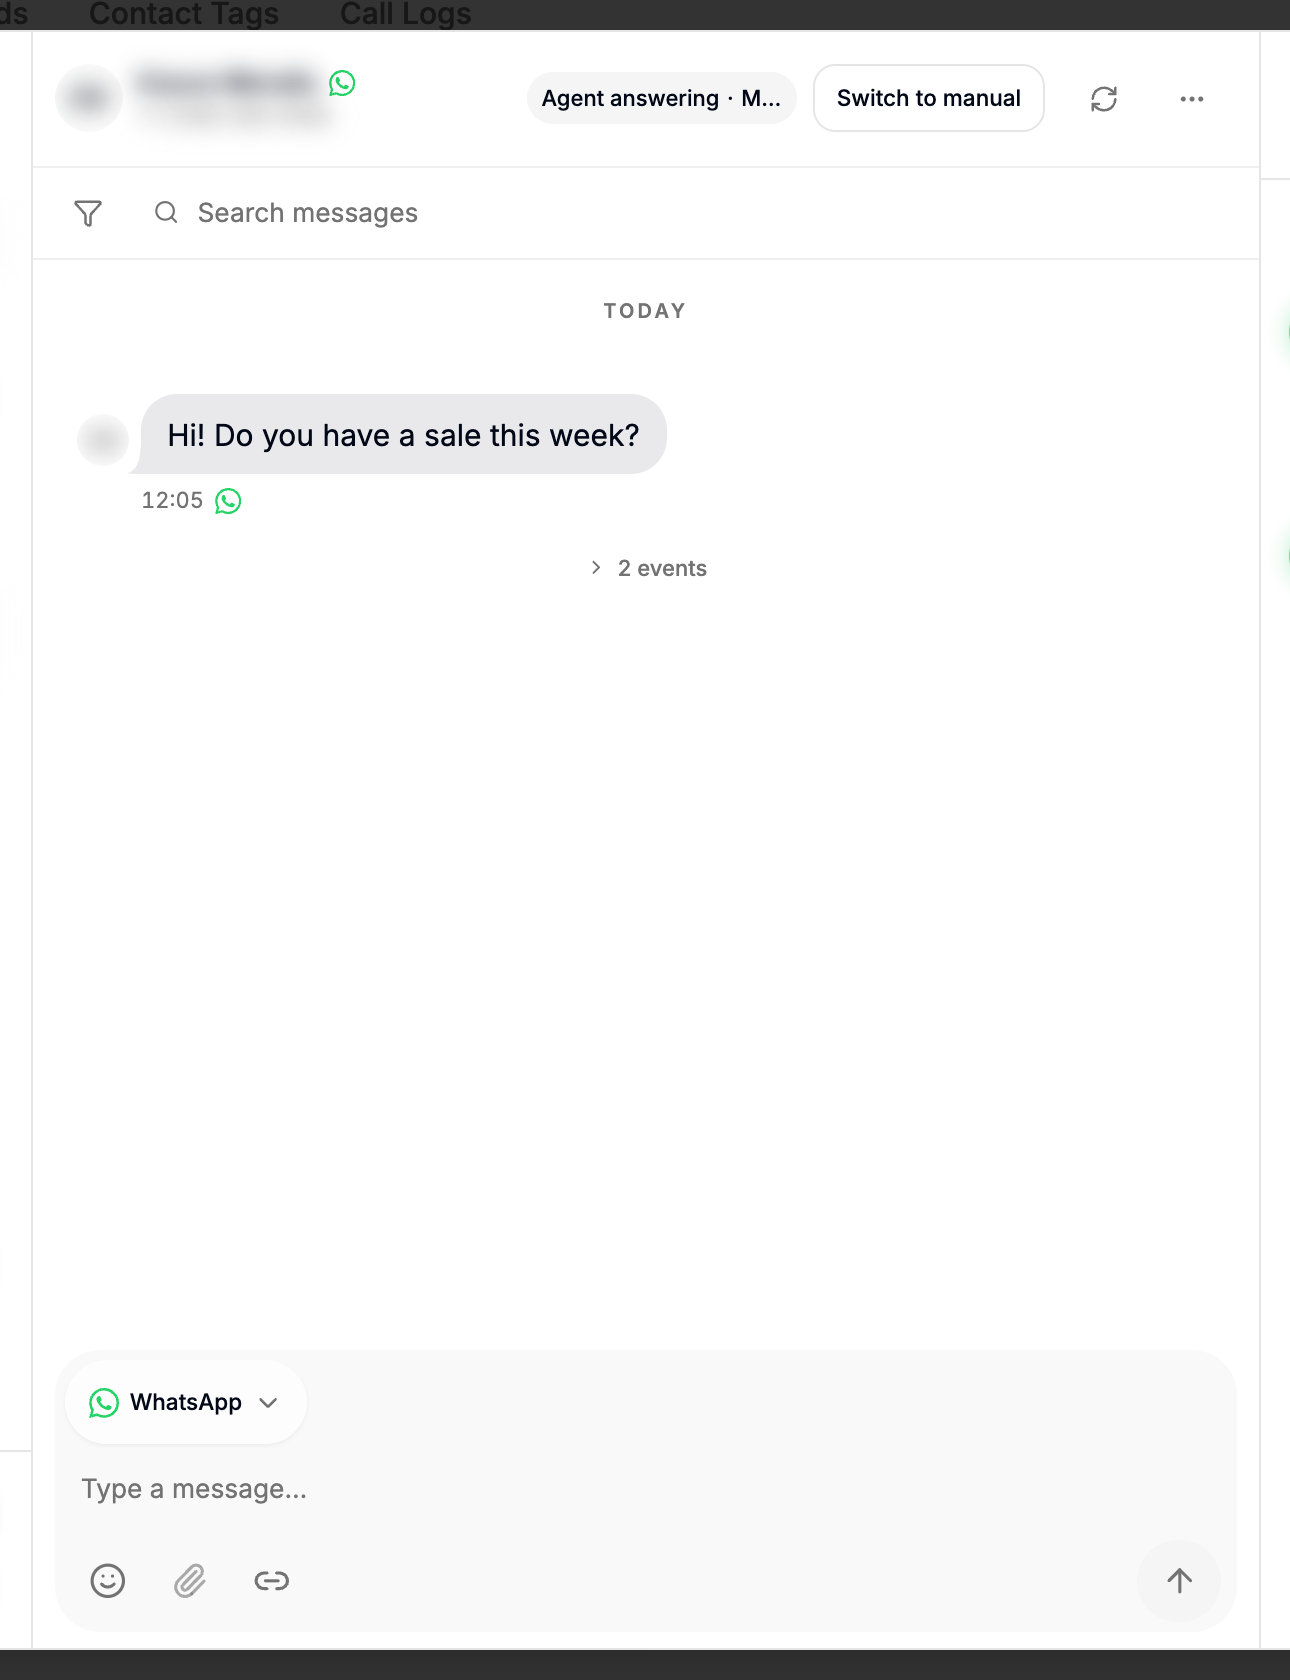 ds Contact Tags Call Logs
Agent answering · M... Switch to manual
Search messages
TODAY
Hi! Do you have a sale this week?
12:05
2 events
WhatsApp
Type a message...